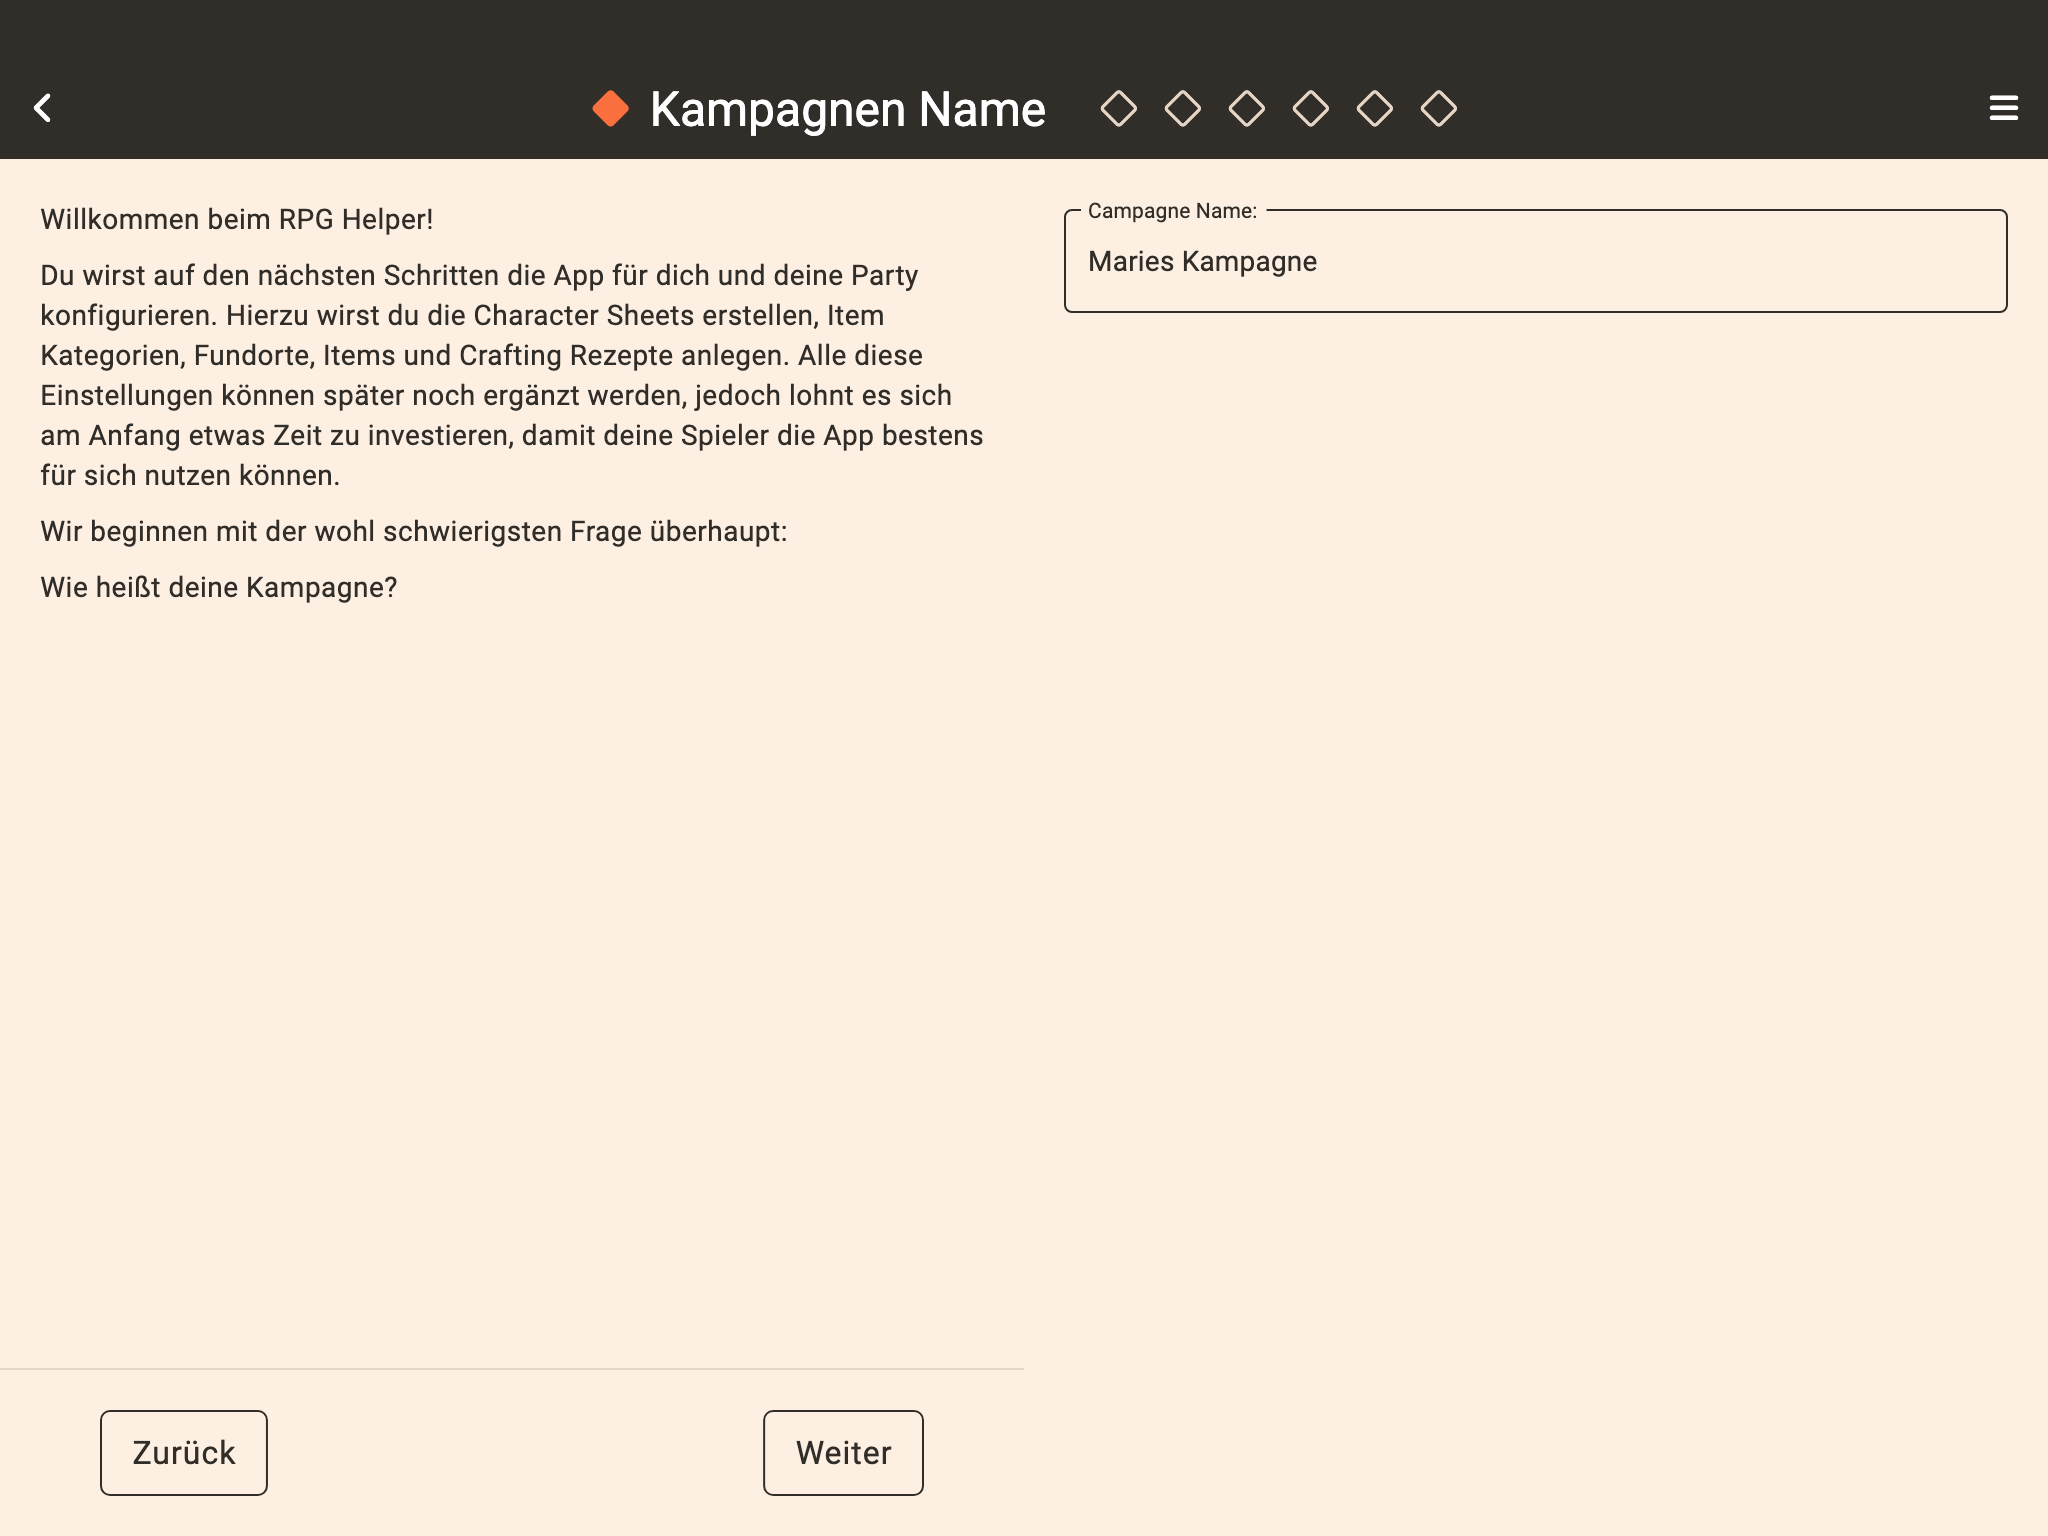 Kampagnen Name
Willkommen beim RPG Helper!
Du wirst auf den nächsten Schritten die App für dich und deine Party
konfigurieren. Hierzu wirst du die Character Sheets erstellen, Item
Kategorien, Fundorte, Items und Crafting Rezepte anlegen. Alle diese
Einstellungen können später noch ergänzt werden, jedoch lohnt es sich
am Anfang etwas Zeit zu investieren, damit deine Spieler die App bestens
für sich nutzen können.
Wir beginnen mit der wohl schwierigsten Frage überhaupt:
Wie heißt deine Kampagne?
Campagne Name:
Maries Kampagne
Zurück
Weiter